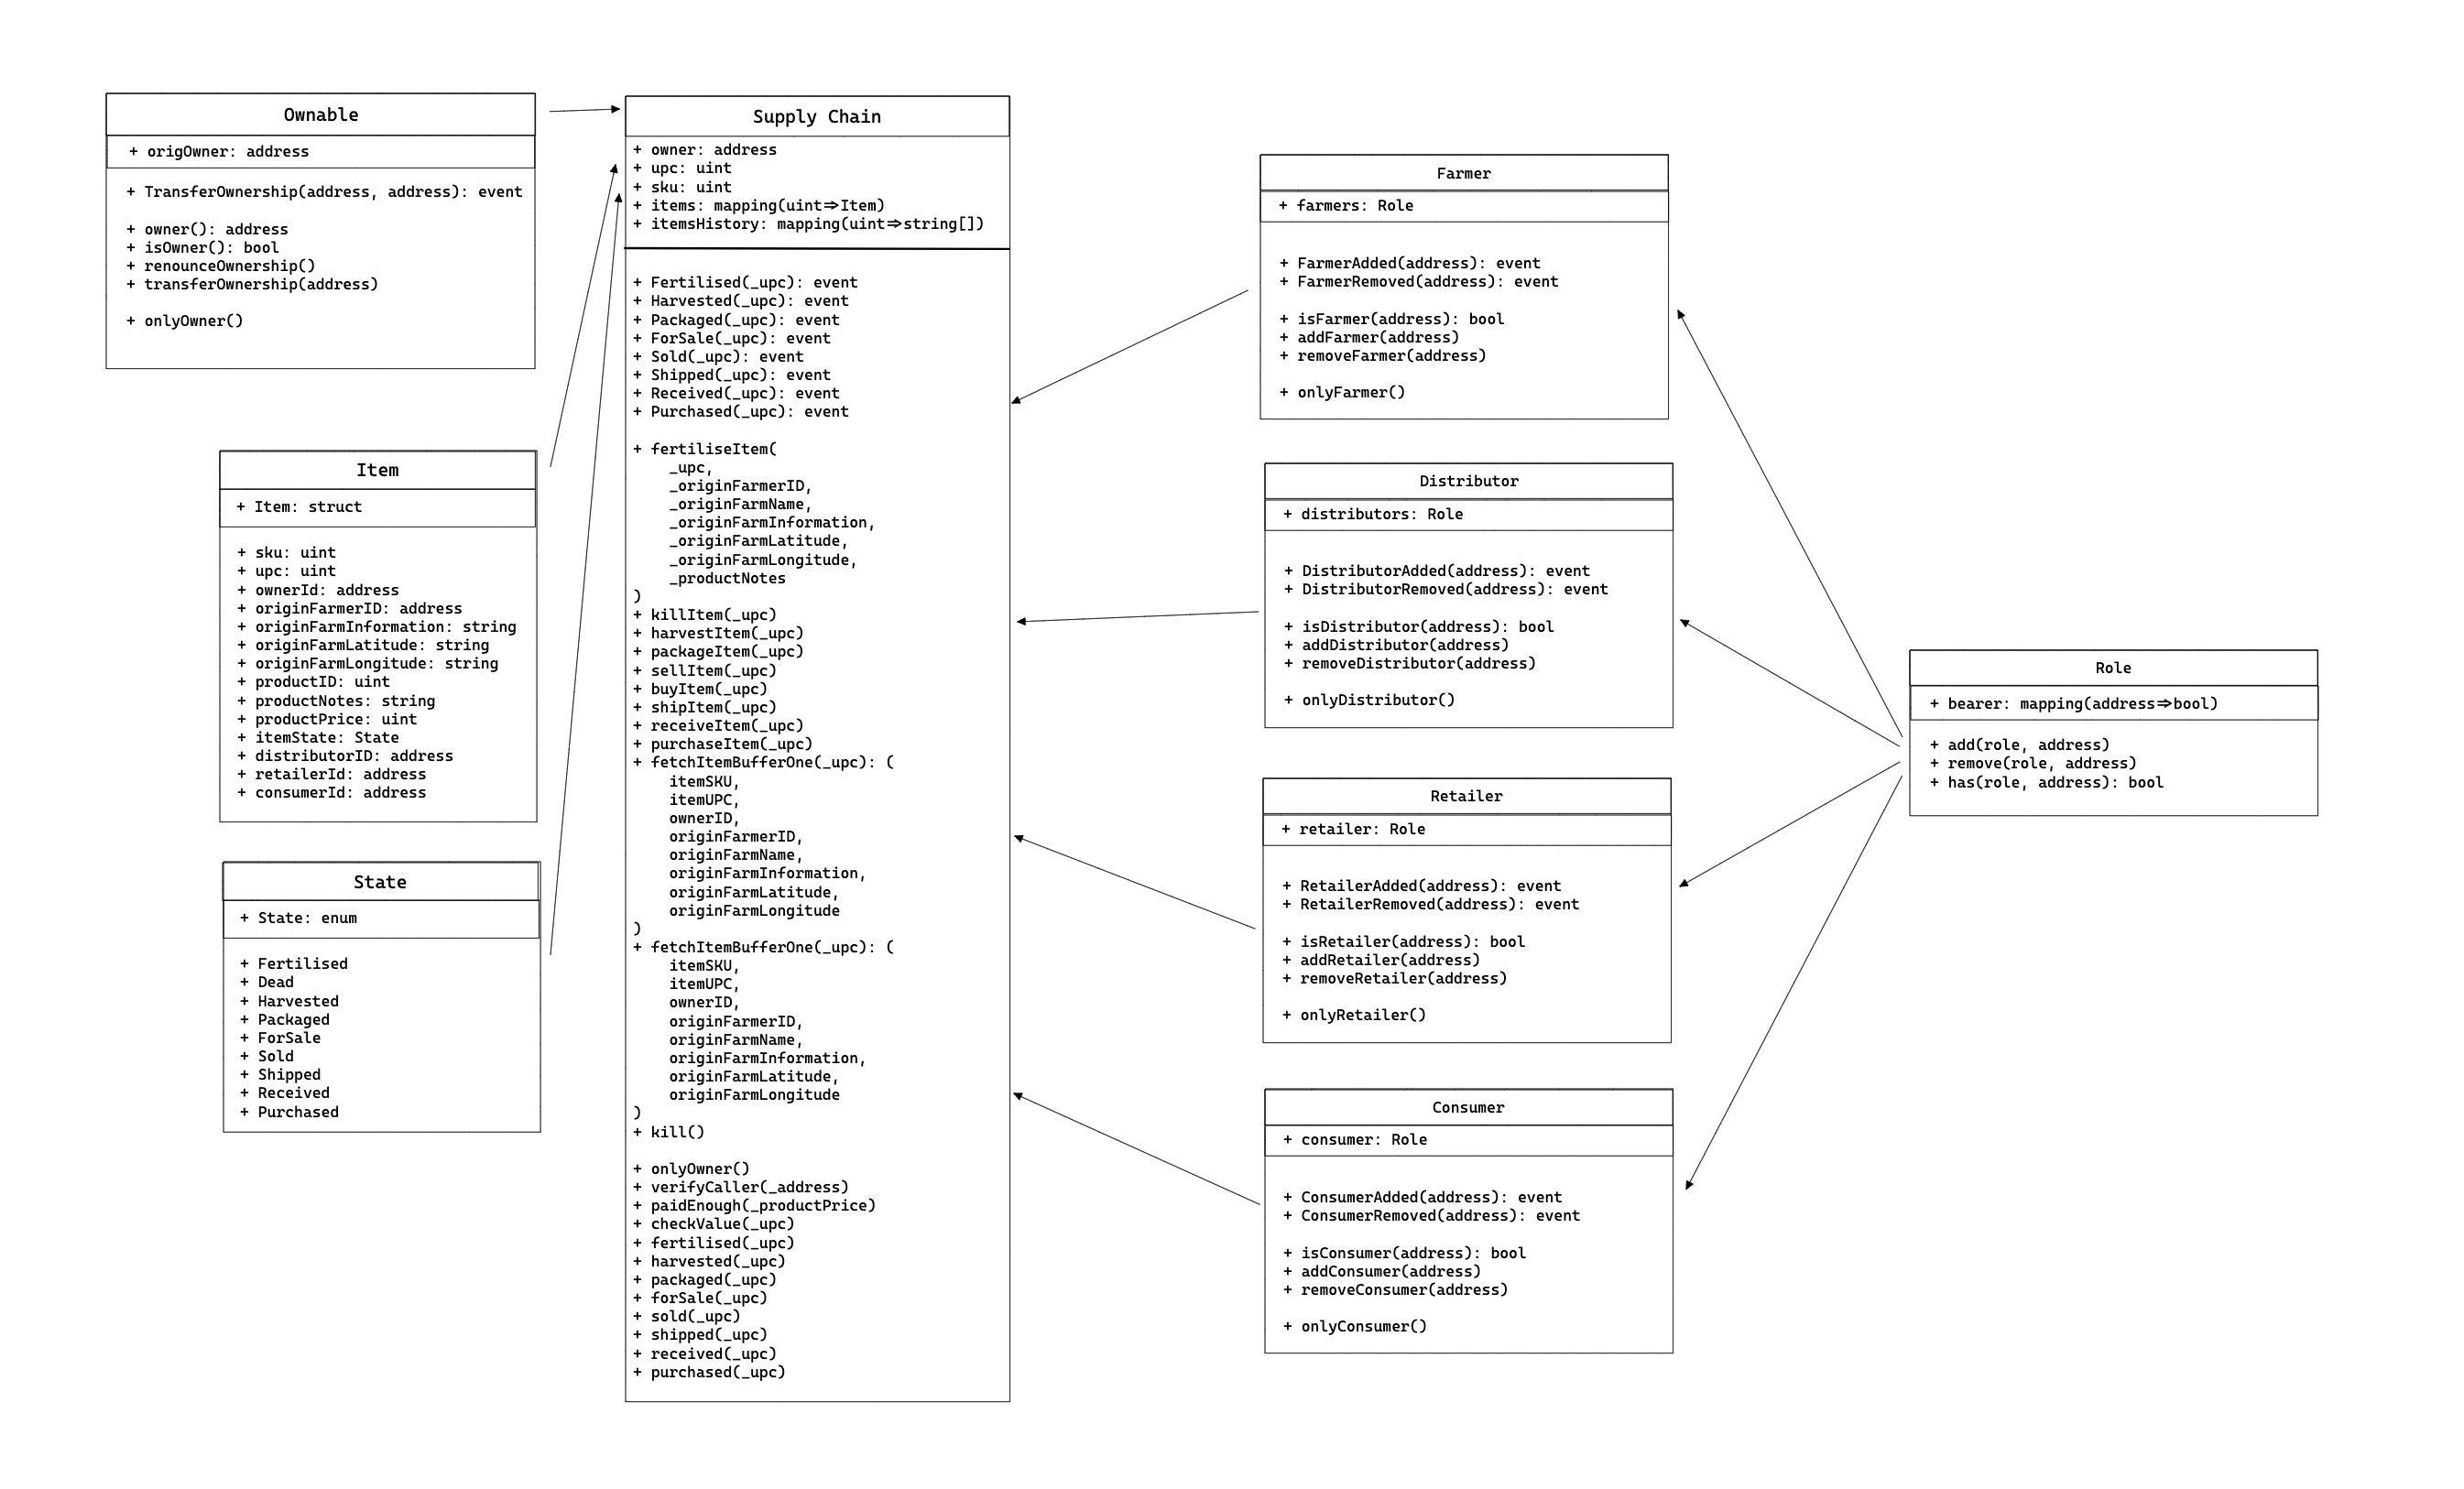 Ownable
+ origOwner: address
+ TransferOwnership(address, address): event
+ owner(): address
+ isOwner(): bool
+ renounceOwnership()
+ transferOwnership(address)
+ onlyOwner()
Item
+ Item: struct
+ sku: uint
+ upc: uint
+ ownerId: address
+ originFarmerID: address
+ originFarmInformation: string
+ originFarmLatitude: string
+ originFarmLongitude: string
+ productID: uint
+ productNotes: string
+ productPrice: uint
+ itemState: State
+ distributorID: address
+ retailerId: address
+ consumerId: address
State
+ State: enum
+ Fertilised
+ Dead
+ Harvested
+ Packaged
+ ForSale
+ Sold
+ Shipped
+ Received
+ Purchased
Supply Chain
+ owner: address
+ upc: uint
+ sku: uint
+ items: mapping(uint⇒Item)
+ itemsHistory: mapping(uint⇒string[])
+ Fertilised(_upc): event
+ Harvested(_upc): event
+ Packaged(_upc): event
+ ForSale(_upc): event
+ Sold(_upc): event
+ Shipped(_upc): event
+ Received(_upc): event
+ Purchased(_upc): event
+ fertiliseItem(
_upc,
_originFarmerID,
_originFarmName,
_originFarmInformation,
_originFarmLatitude,
_originFarmLongitude,
_productNotes
)
+ killItem(_upc)
+ harvestItem(_upc)
+ packageItem(_upc)
+ sellItem(_upc)
+ buyItem(_upc)
+ shipItem(_upc)
+ receiveItem(_upc)
+ purchaseItem(_upc)
+ fetchItemBufferOne(_upc): (
itemSKU,
itemUPC,
ownerID,
originFarmerID,
originFarmName,
originFarmInformation,
originFarmLatitude,
originFarmLongitude
)
+ fetchItemBufferOne(_upc): (
itemSKU,
itemUPC,
ownerID,
originFarmerID,
originFarmName,
originFarmInformation,
originFarmLatitude,
originFarmLongitude
)
+ kill()
+ onlyOwner()
+ verifyCaller(_address)
+ paidEnough(_productPrice)
+ checkValue(_upc)
+ fertilised(_upc)
+ harvested(_upc)
+ packaged(_upc)
+ forSale(_upc)
+ sold(_upc)
+ shipped(_upc)
+ received(_upc)
+ purchased(_upc)
Farmer
+ farmers: Role
+ FarmerAdded(address): event
+ FarmerRemoved(address): event
+ isFarmer(address): bool
+ addFarmer(address)
+ removeFarmer(address)
+ onlyFarmer()
Distributor
+ distributors: Role
+ DistributorAdded(address): event
+ DistributorRemoved(address): event
+ isDistributor(address): bool
+ addDistributor(address)
+ removeDistributor(address)
+ onlyDistributor()
Retailer
+ retailer: Role
+ RetailerAdded(address): event
+ RetailerRemoved(address): event
+ isRetailer(address): bool
+ addRetailer(address)
+ removeRetailer(address)
+ onlyRetailer()
Consumer
+ consumer: Role
+ ConsumerAdded(address): event
+ ConsumerRemoved(address): event
+ isConsumer(address): bool
+ addConsumer(address)
+ removeConsumer(address)
+ onlyConsumer()
Role
+ bearer: mapping(address⇒bool)
+ add(role, address)
+ remove(role, address)
+ has(role, address): bool